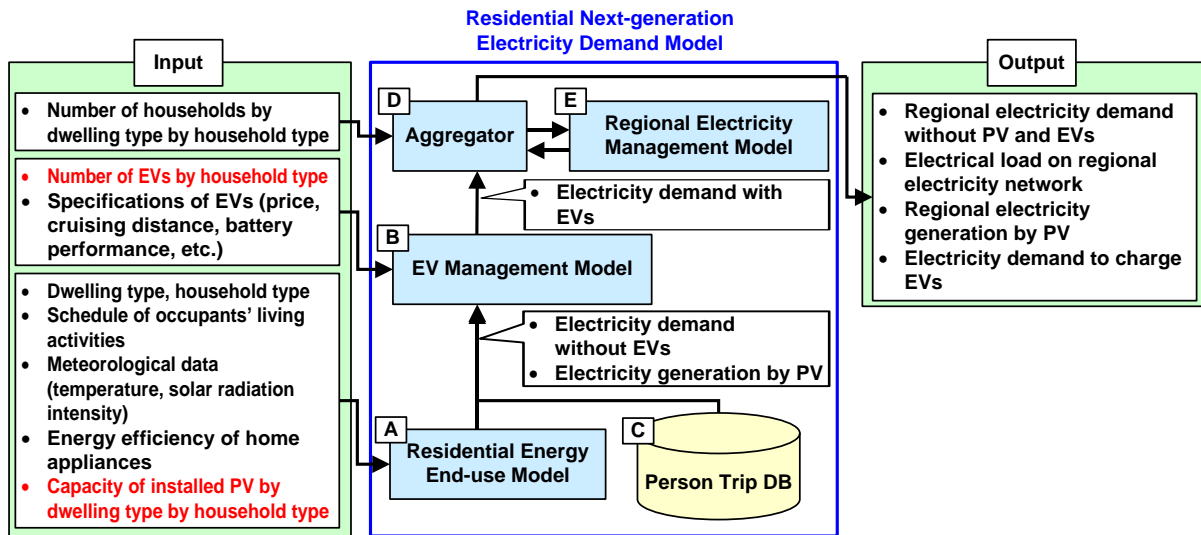 Residential Next-generation
Electricity Demand Model
Input
• Number of households by
dwelling type by household type
• Number of EVs by household type
• Specifications of EVs (price,
cruising distance, battery
performance, etc.)
• Dwelling type, household type
• Schedule of occupants’ living
activities
• Meteorological data
(temperature, solar radiation
intensity)
• Energy efficiency of home
appliances
• Capacity of installed PV by
dwelling type by household type
D
Aggregator
E
Regional Electricity
Management Model
• Electricity demand with
EVs
B
EV Management Model
• Electricity demand
without EVs
• Electricity generation by PV
A
Residential Energy
End-use Model
C
Person Trip DB
Output
• Regional electricity demand
without PV and EVs
• Electrical load on regional
electricity network
• Regional electricity
generation by PV
• Electricity demand to charge
EVs